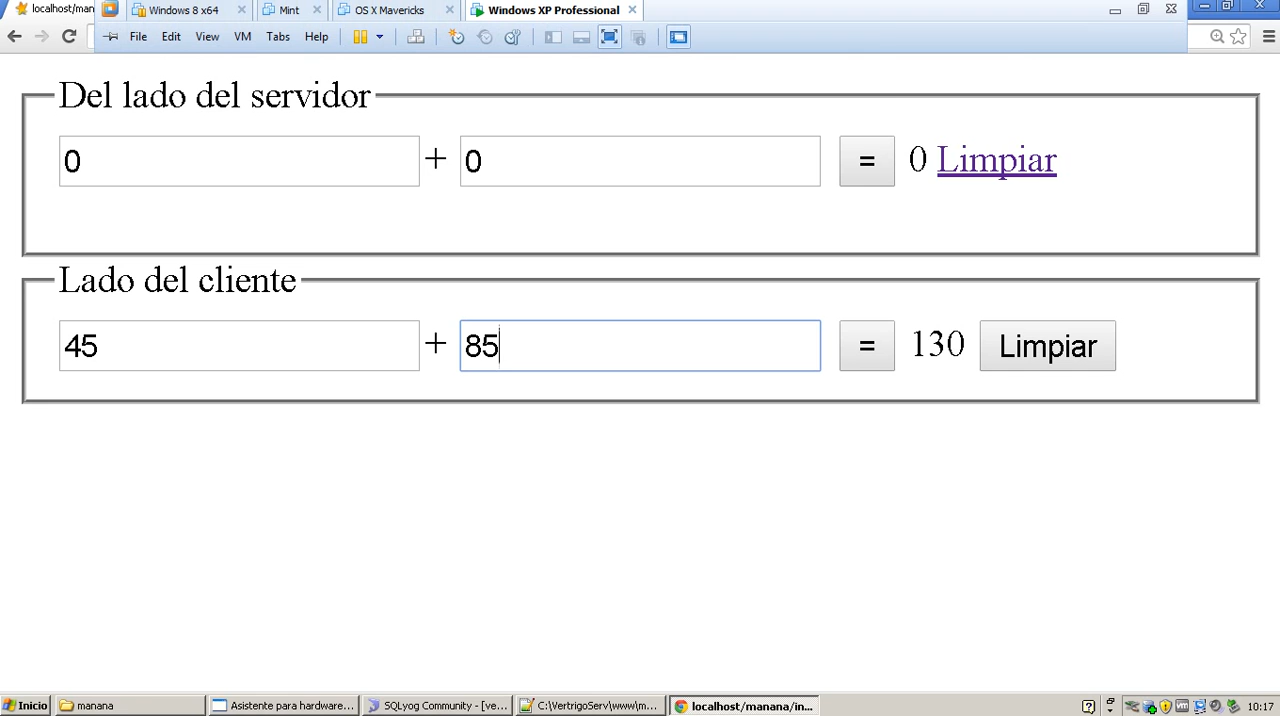 localhost/man
Windows 8 x64
Mint
OS X Mavericks
Windows XP Professional
File Edit View VM Tabs Help
Del lado del servidor
0 + 0 = 0 Limpiar
Lado del cliente
45 + 85 = 130 Limpiar
Inicio
manana
Asistente para hardware...
SQLyog Community - [ve...
C:\VertrigoServ\www\m...
localhost/manana/in...
10:17